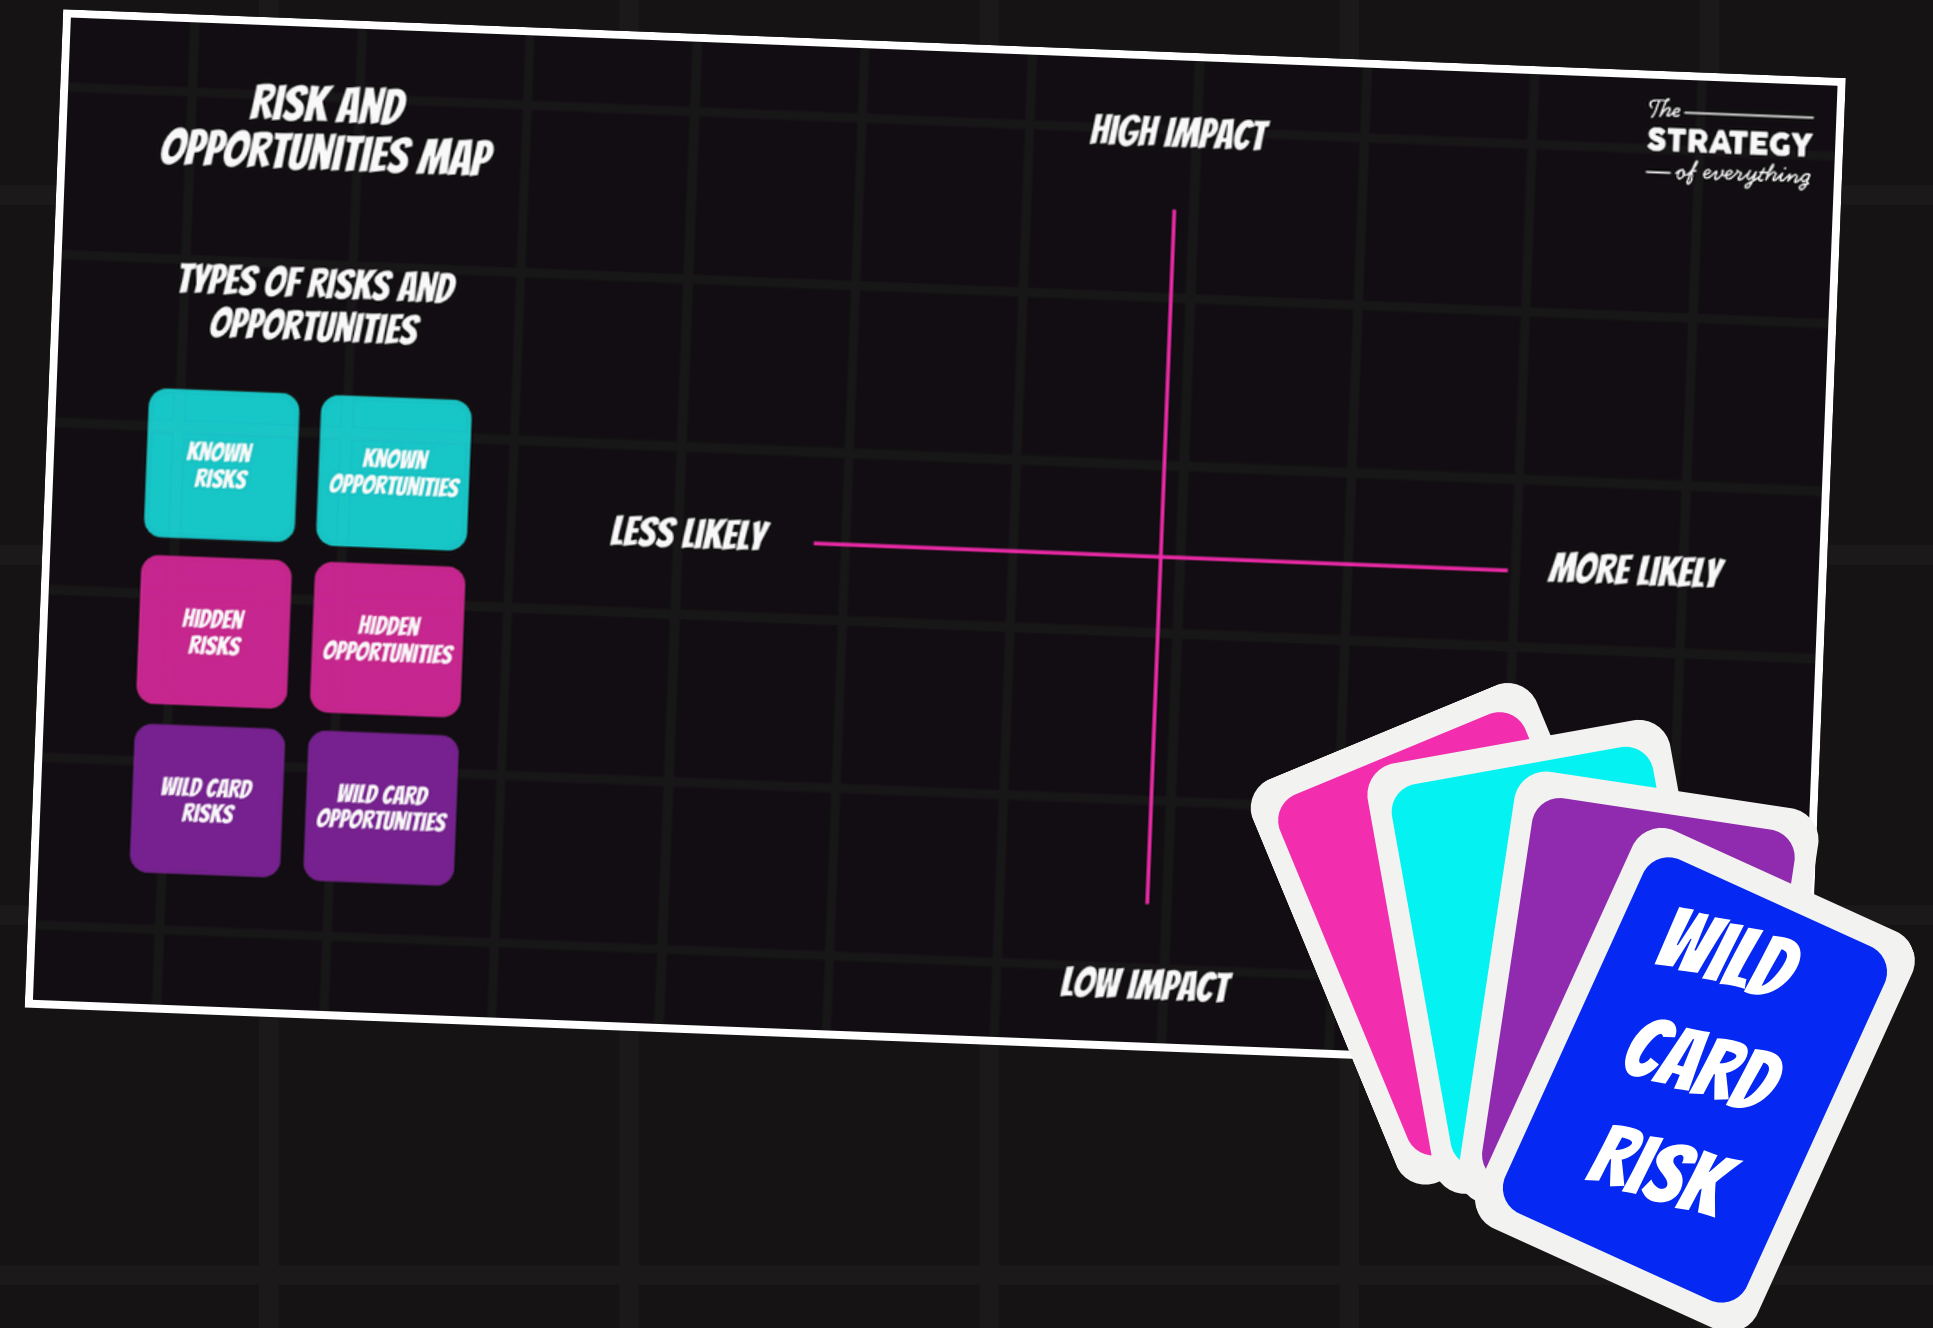 RISK AND
OPPORTUNITIES MAP
TYPES OF RISKS AND
OPPORTUNITIES
KNOWN
RISKS
KNOWN
OPPORTUNITIES
HIDDEN
RISKS
HIDDEN
OPPORTUNITIES
WILD CARD
RISKS
WILD CARD
OPPORTUNITIES
HIGH IMPACT
LESS LIKELY
MORE LIKELY
LOW IMPACT
The
STRATEGY
of everything
WILD
CARD
RISK